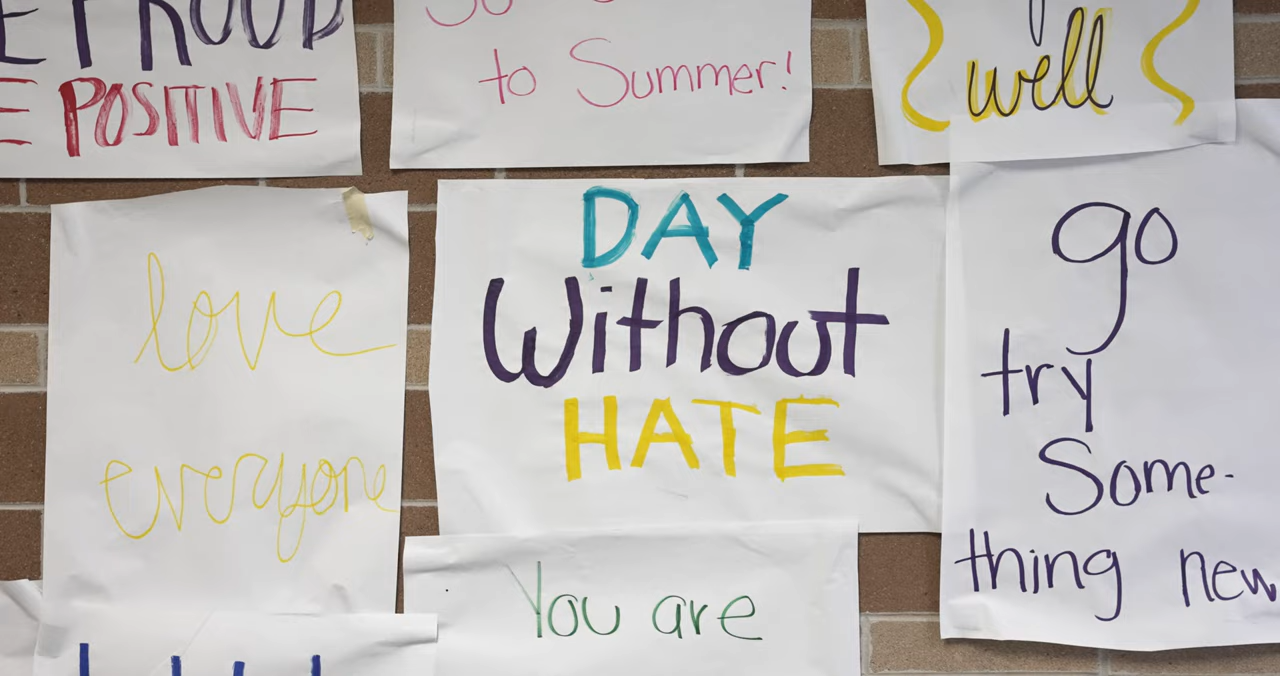 PROUD
POSITIVE
to Summer!
well
love
everyone
DAY
Without
HATE
go
try
Some-
thing new
You are